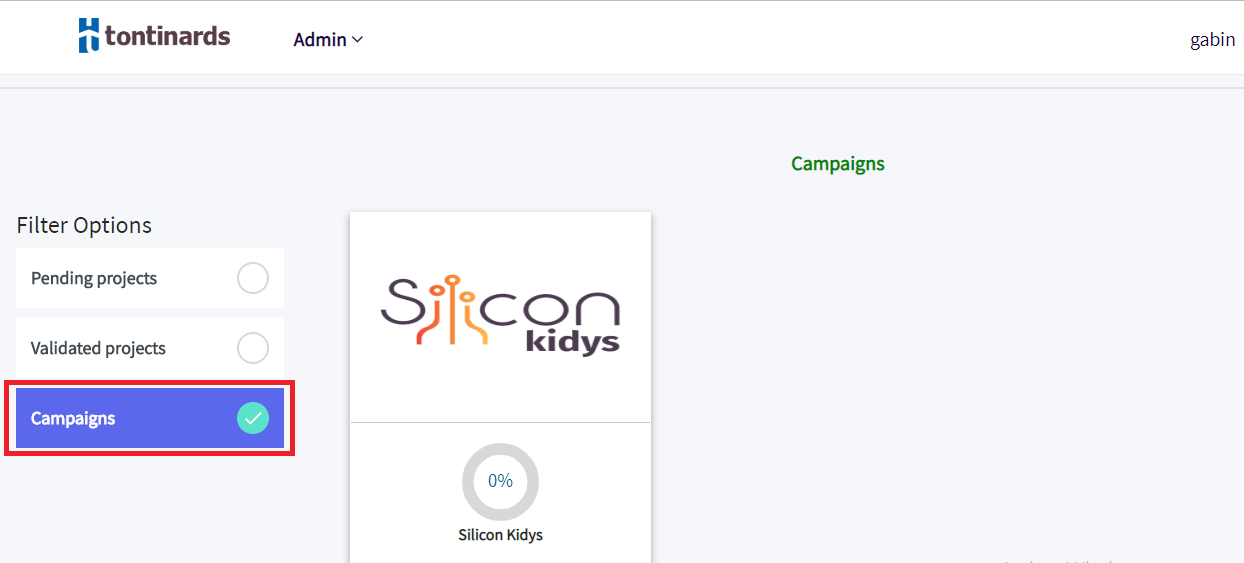 tontinards
Admin
gabin
Campaigns
Filter Options
Pending projects
Validated projects
Campaigns
Silicon
kidys
0%
Silicon Kidys